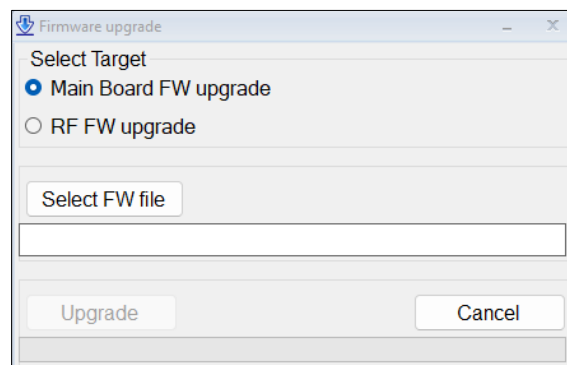 Firmware upgrade
Select Target
Main Board FW upgrade
RF FW upgrade
Select FW file
Upgrade Cancel